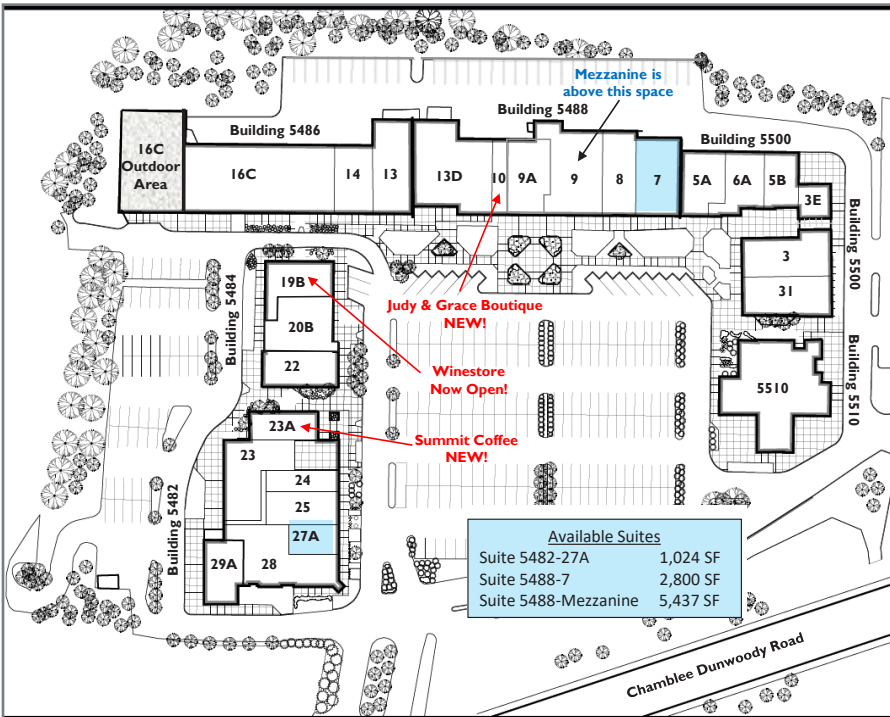 Mezzanine is
above this space
Building 5488
Building 5486
Building 5500
16C
Outdoor
Area
16C
14
13
13D
10
9A
9
8
7
5A
6A
5B
3E
Building 5500
3
31
Building 5484
19B
20B
22
Judy & Grace Boutique
NEW!
Winestore
Now Open!
Summit Coffee
NEW!
5510
Building 5510
23A
23
24
25
27A
28
29A
Building 5482
Available Suites
Suite 5482-27A 1,024 SF
Suite 5488-7 2,800 SF
Suite 5488-Mezzanine 5,437 SF
Chamblee Dunwoody Road